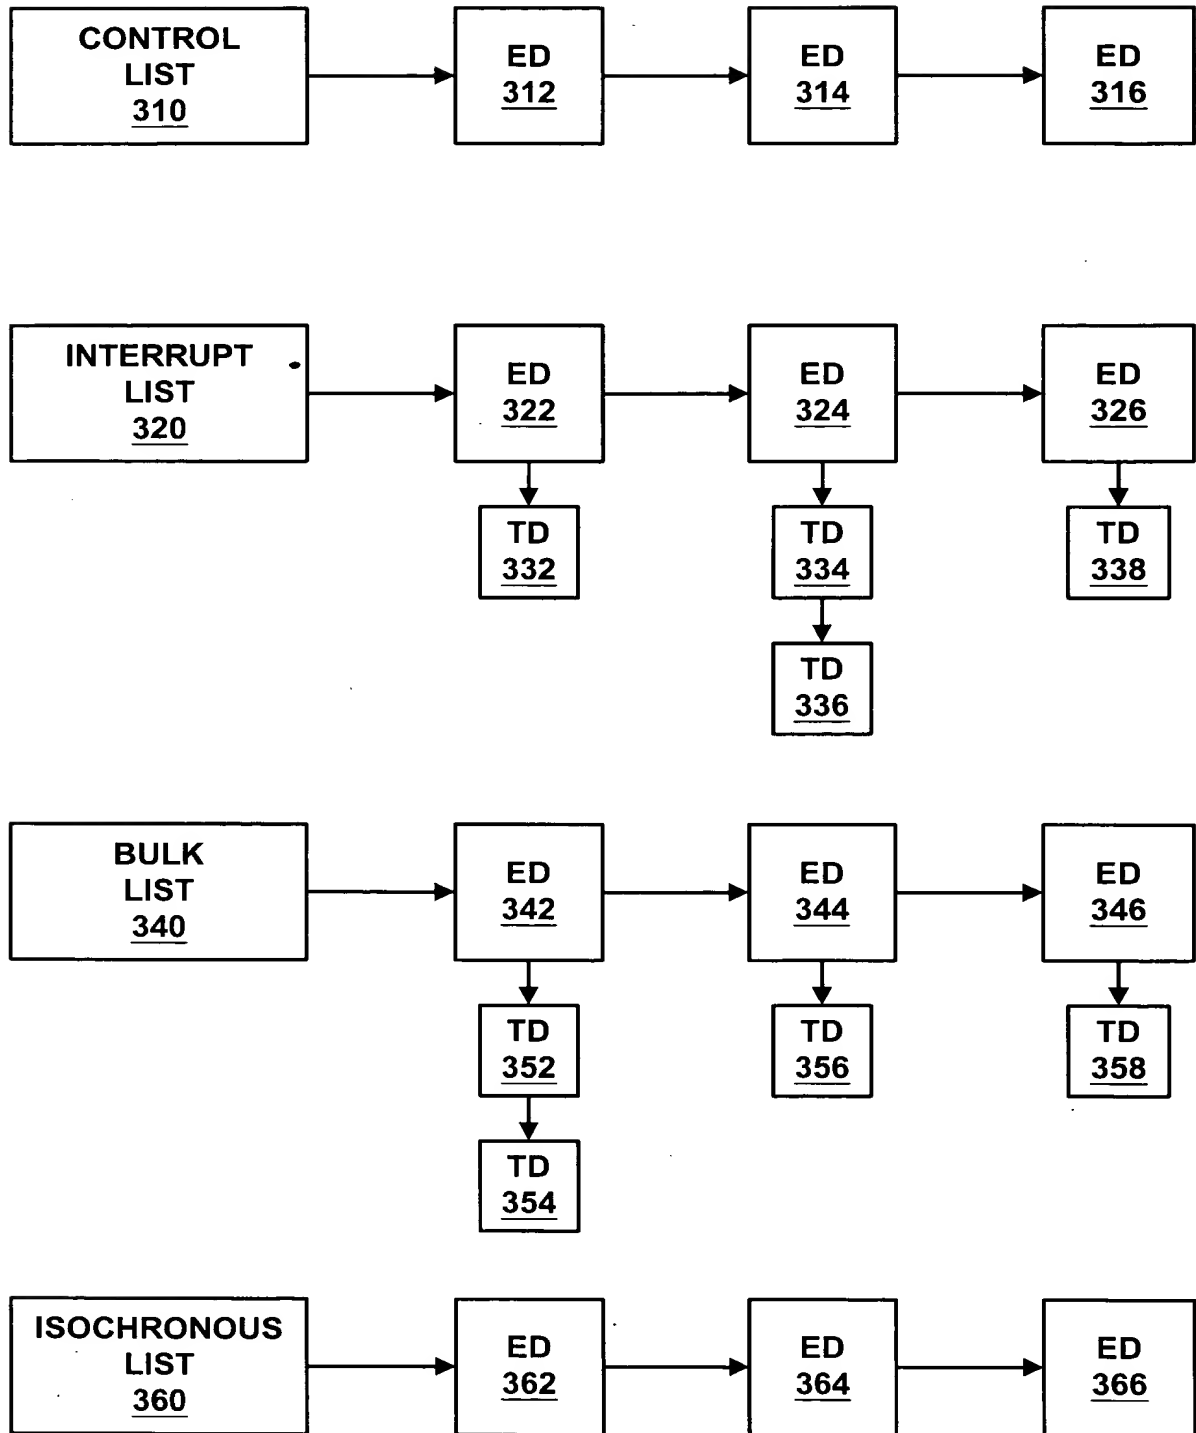 CONTROL
LIST
310
ED
312
ED
314
ED
316
INTERRUPT
LIST
320
ED
322
ED
324
ED
326
TD
332
TD
334
TD
338
TD
336
BULK
LIST
340
ED
342
ED
344
ED
346
TD
352
TD
356
TD
358
TD
354
ISOCHRONOUS
LIST
360
ED
362
ED
364
ED
366